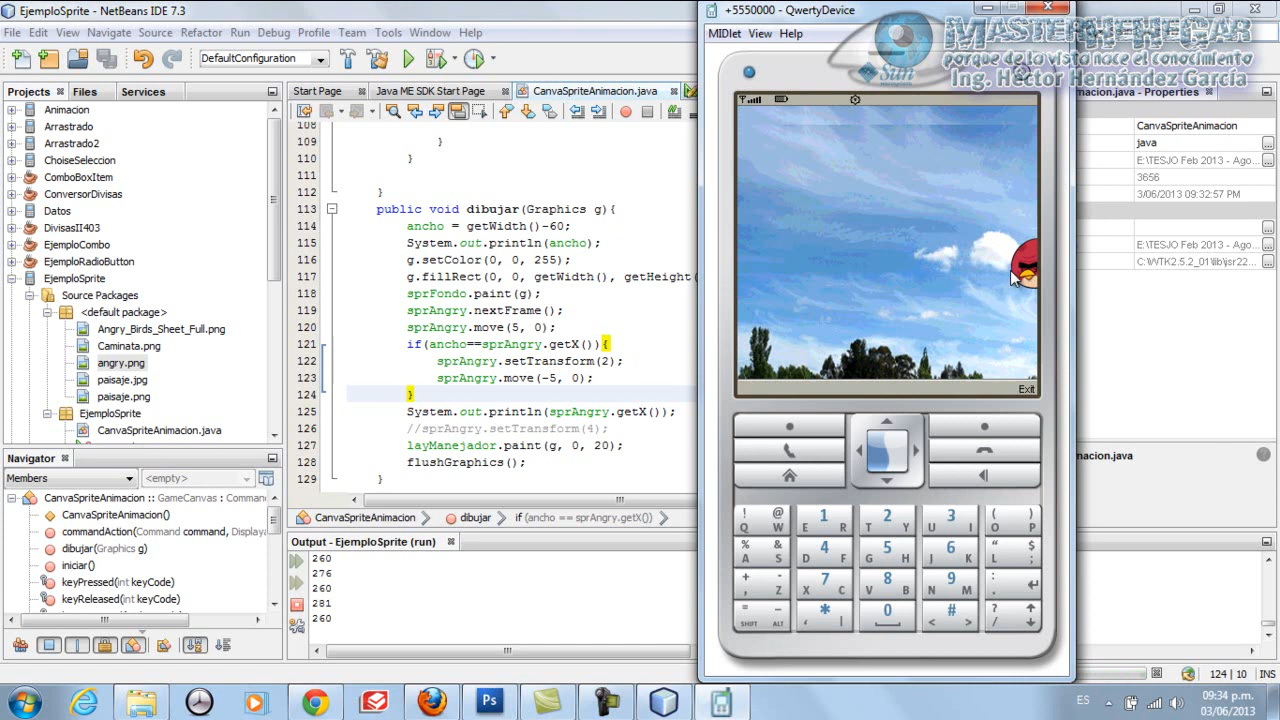 EjemploSprite - NetBeans IDE 7.3
File Edit View Navigate Source Refactor Run Debug Profile Team Tools Window Help
DefaultConfiguration
Projects Files Services
Animacion
Arrastrado
Arrastrado2
ChoiseSeleccion
ComboBoxItem
ConversorDivisas
Datos
DivisasII403
EjemploCombo
EjemploRadioButton
EjemploSprite
Source Packages
<default package>
Angry_Birds_Sheet_Full.png
Caminata.png
angry.png
paisaje.jpg
paisaje.png
EjemploSprite
CanvaSpriteAnimacion.java
Navigator
Members <empty>
CanvaSpriteAnimacion :: GameCanvas : Command
CanvaSpriteAnimacion()
commandAction(Command command, Displaya
dibujar(Graphics g)
iniciar()
keyPressed(int keyCode)
keyReleased(int keyCode)
Start Page Java ME SDK Start Page CanvaSpriteAnimacion.java
108
109 }
110 }
111
112 }
113 public void dibujar(Graphics g){
114 ancho = getWidth()-60;
115 System.out.println(ancho);
116 g.setColor(0, 0, 255);
117 g.fillRect(0, 0, getWidth(), getHeight(
118 sprFondo.paint(g);
119 sprAngry.nextFrame();
120 sprAngry.move(5, 0);
121 if(ancho==sprAngry.getX()){
122 sprAngry.setTransform(2);
123 sprAngry.move(-5, 0);
124 }
125 System.out.println(sprAngry.getX());
126 //sprAngry.setTransform(4);
127 layManejador.paint(g, 0, 20);
128 flushGraphics();
129 }
CanvaSpriteAnimacion dibujar if (ancho == sprAngry.getX())
Output - EjemploSprite (run)
260
276
260
281
260
+5550000 - QwertyDevice
MIDlet View Help
Exit
! @ 1 2 3 ( )
Q W E R T Y U I O P
% & 4 5 6 “ $
A S D F G H J K L ;
+ - 7 8 9 :
, Z X C V B N M .
= – * 0 # ?
SHIFT ALT ‘ ! < > /
MASTERHEHEGAR
porque de la vista nace el conocimiento
Sun
Ing. Héctor Hernández García
macion.java - Properties
CanvaSpriteAnimacion
java
E:\TESJO Feb 2013 - Ago...
3656
3/06/2013 09:32:57 PM
E:\TESJO Feb 2013 - Ago...
C:\WTK2.5.2_01\lib\jsr22...
macion.java
124 | 10 INS
Ps
ES
09:34 p.m.
03/06/2013